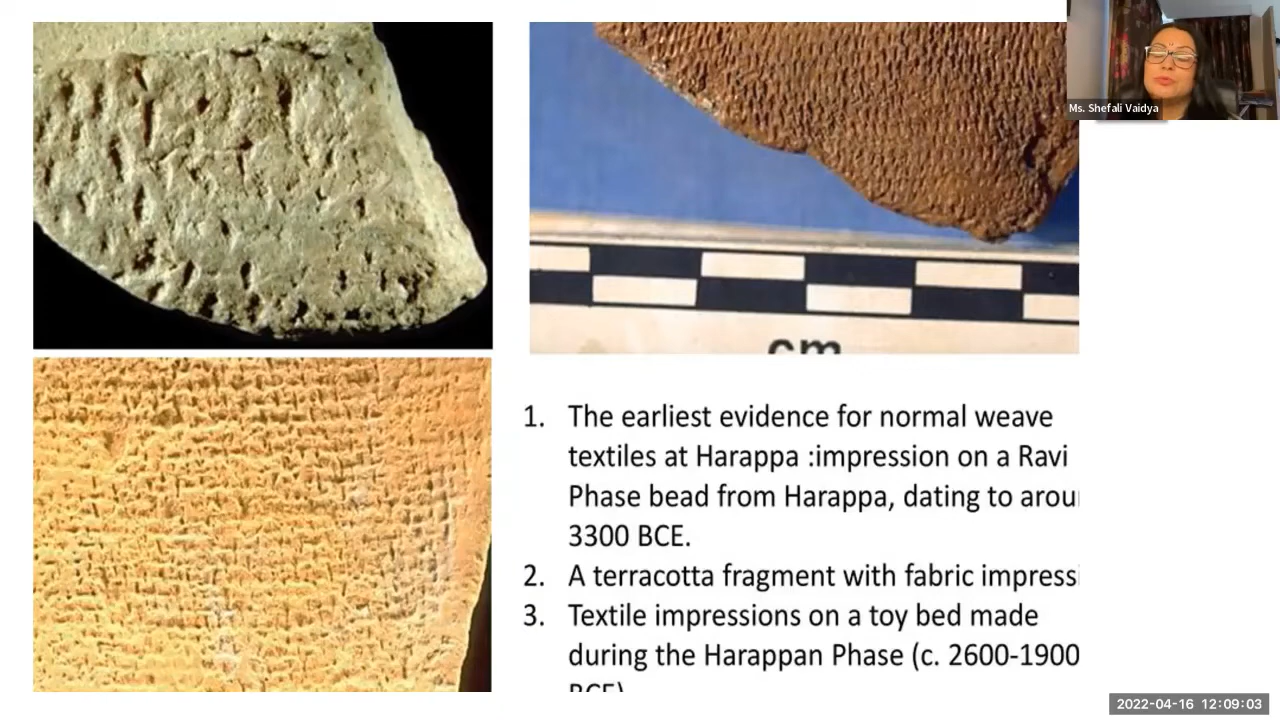 Ms. Shefali Vaidya
cm
1. The earliest evidence for normal weave
textiles at Harappa :impression on a Ravi
Phase bead from Harappa, dating to
3300 BCE.
2. A terracotta fragment with fabric
3. Textile impressions on a toy bed made
during the Harappan Phase (c. 2600-1900
BCE)
2022-04-16 12:09:03